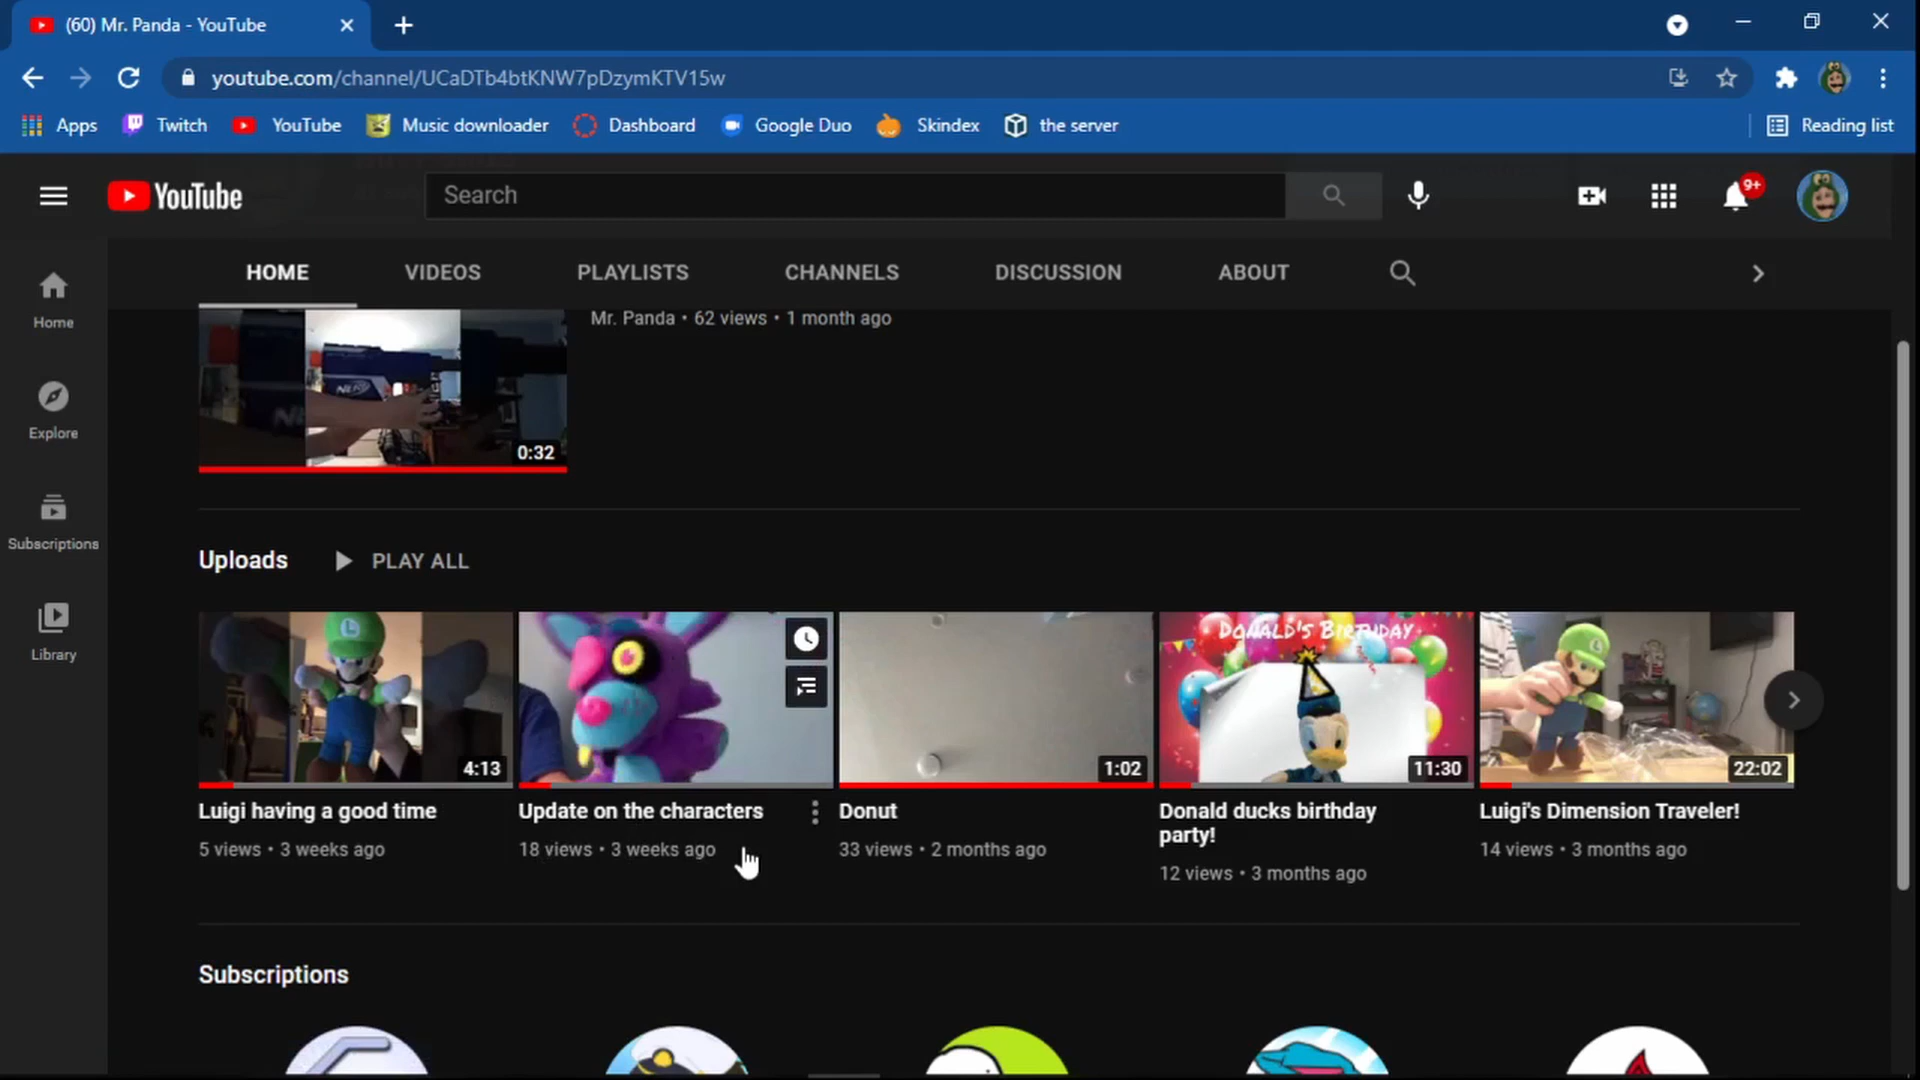 (60) Mr. Panda - YouTube
youtube.com/channel/UCaDTb4btKNW7pDzymKTV15w
Apps
Twitch
YouTube
Music downloader
Dashboard
Google Duo
Skindex
the server
Reading list
YouTube
Search
9+
HOME
VIDEOS
PLAYLISTS
CHANNELS
DISCUSSION
ABOUT
Home
Explore
Subscriptions
Library
Mr. Panda • 62 views • 1 month ago
NERF
0:32
Uploads
PLAY ALL
L
4:13
1:02
DONALD'S BIRTHDAY
11:30
L
22:02
Luigi having a good time
5 views • 3 weeks ago
Update on the characters
18 views • 3 weeks ago
Donut
33 views • 2 months ago
Donald ducks birthday
party!
12 views • 3 months ago
Luigi's Dimension Traveler!
14 views • 3 months ago
Subscriptions